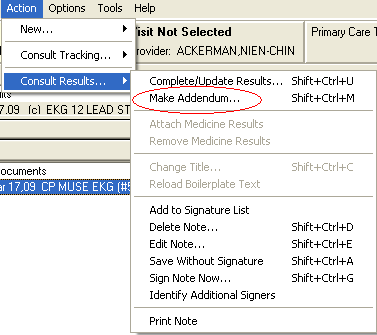 Action Options Tools Help
New...
Visit Not Selected
Primary Care T
Consult Tracking...
rovider: ACKERMAN,NIEN-CHIN
Consult Results...
Complete/Update Results... Shift+Ctrl+U
17.09 (c) EKG 12 LEAD ST
Make Addendum... Shift+Ctrl+M
Attach Medicine Results
Remove Medicine Results
ocuments
Change Title... Shift+Ctrl+C
ar 17,09 CP MUSE EKG (#5
Reload Boilerplate Text
Add to Signature List
Delete Note... Shift+Ctrl+D
Edit Note... Shift+Ctrl+E
Save Without Signature Shift+Ctrl+A
Sign Note Now... Shift+Ctrl+G
Identify Additional Signers
Print Note